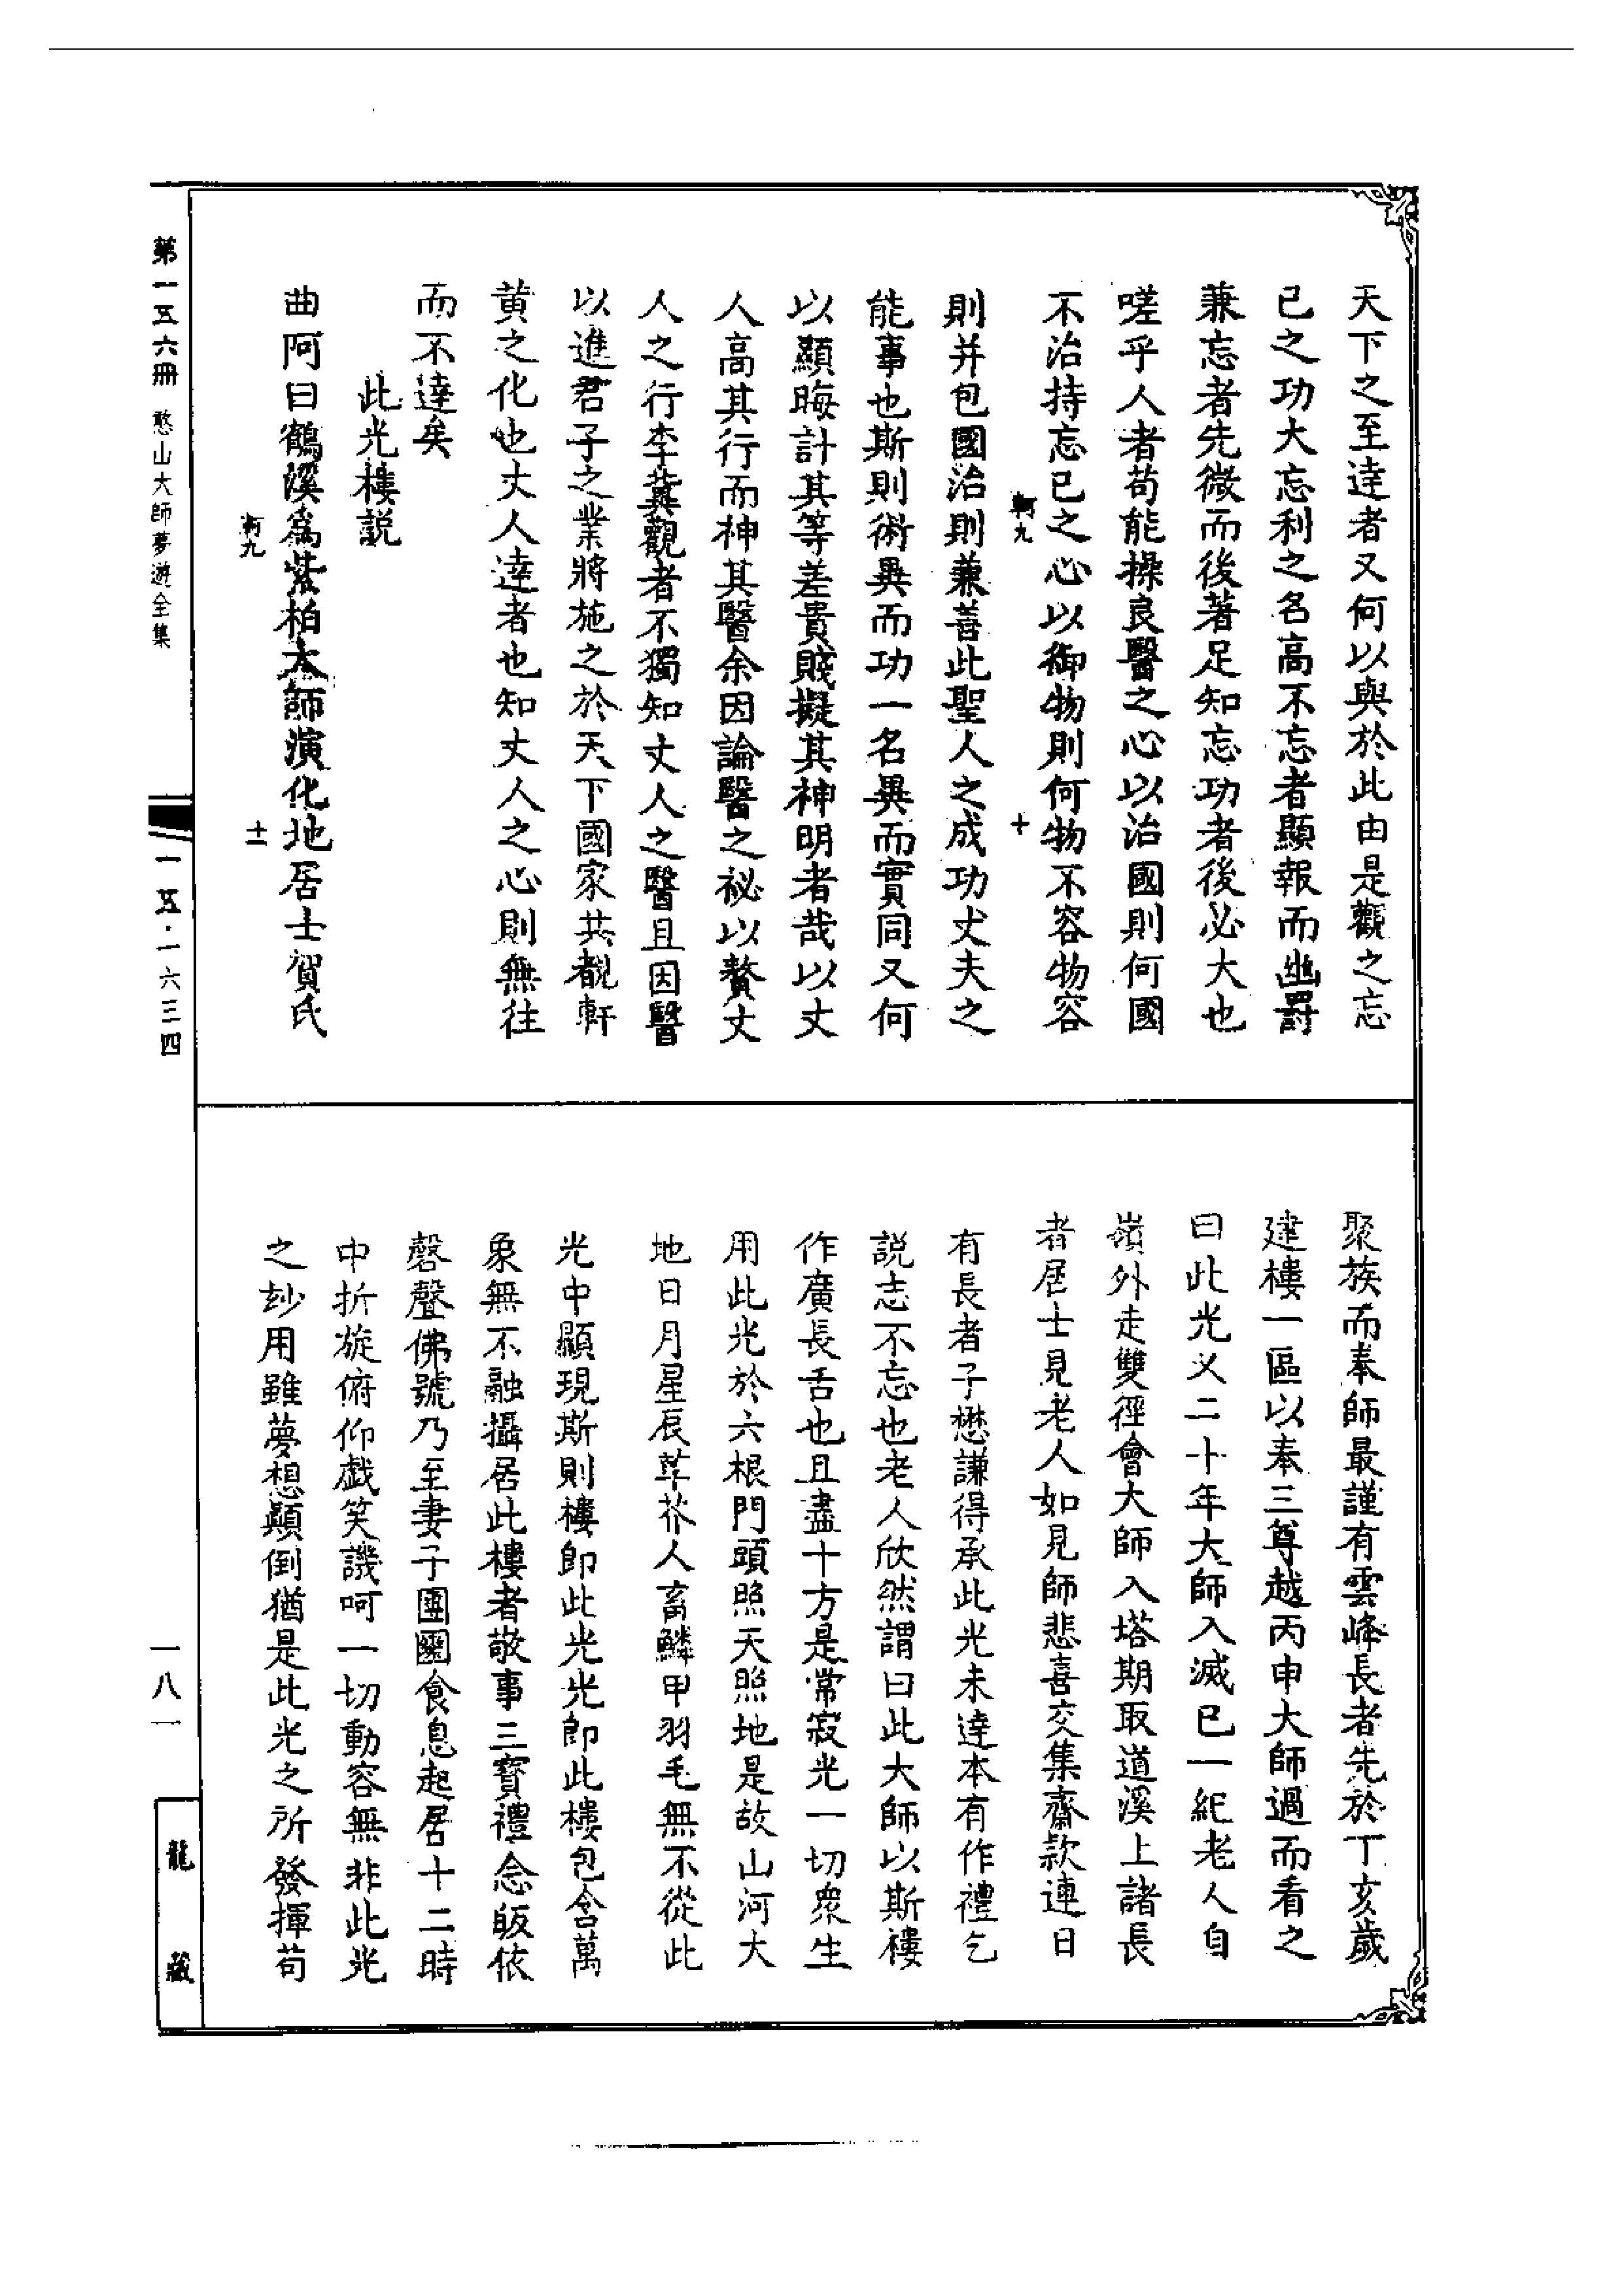 天下之至達者又何以與於此由是觀之忘
己之功大忘利之名高不忘者顯報而幽罰
兼忘者先微而後著足知忘功者後必大也
嗟乎人者苟能操良醫之心以治國則何國
不治持忘己之心以御物則何物不容物容
軻九
十
則并包國治則兼善此聖人之成功丈夫之
能事也斯則術異而功一名異而實同又何
以顯晦計其等差貴賤擬其神明者哉以丈
人高其行而神其醫余因論醫之祕以贅丈
人之行李冀觀者不獨知丈人之醫且因醫
以進君子之業將施之於天下國家共覩軒
黄之化也丈人達者也知丈人之心則無往
而不達矣
此光樓説
曲阿曰鶴溪為紫柏大師演化地居士賀氏
軻九
十一
聚族而奉師最謹有雲峰長者先於丁亥歲
建樓一區以奉三尊越丙申大師過而看之
曰此光又二十年大師入滅已一紀老人自
嶺外走雙徑會大師入塔期取道溪上諸長
者居士見老人如見師悲喜交集齋款連日
有長者子懋謙得承此光未達本有作禮乞
説志不忘也老人欣然謂曰此大師以斯樓
作廣長舌也且盡十方是常寂光一切衆生
用此光於六根門頭照天照地是故山河大
地日月星辰草芥人畜鱗甲羽毛無不從此
光中顯現斯則樓即此光光即此樓包含萬
象無不融攝居此樓者敬事三寶禮念皈依
磬聲佛號乃至妻子團圞食息起居十二時
中折旋俯仰戲笑譏呵一切動容無非此光
之玅用雖夢想顛倒猶是此光之所發揮苟
第一五六冊 憨山大師夢遊全集
一五·一六三四
一八一
龍藏